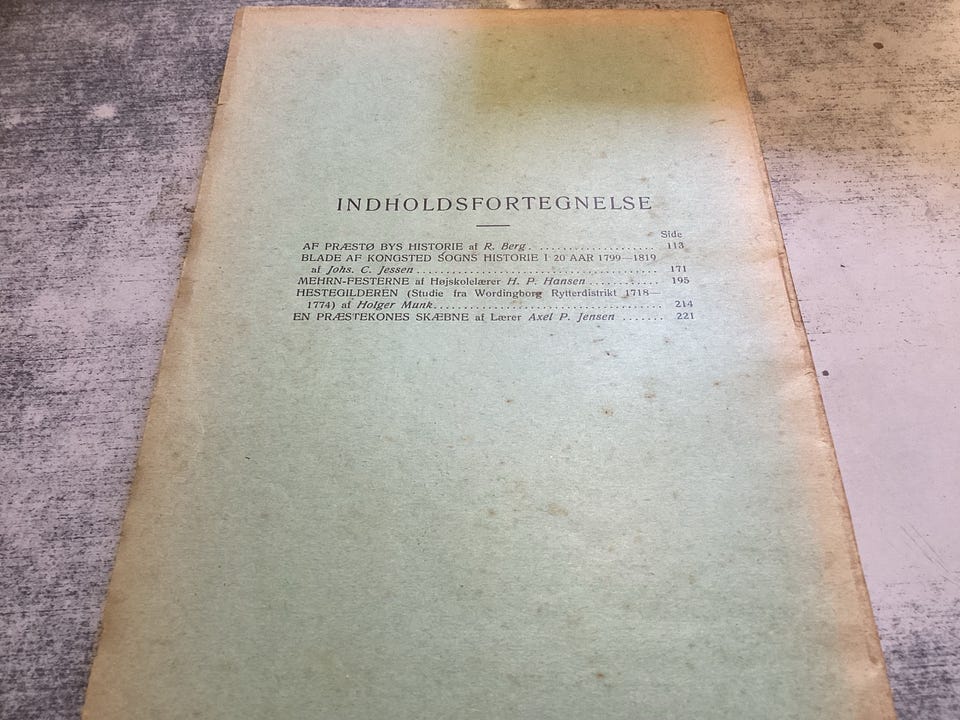 INDHOLDSFORTEGNELSE
Side
AF PRÆSTØ BYS HISTORIE af R. Berg. .................... 113
BLADE AF KONGSTED SOGNS HISTORIE I 20 AAR 1799—1819
af Johs. C. Jessen ........................................ 171
MEHRN-FESTERNE af Højskolelærer H. P. Hansen ............ 195
HESTEGILDEREN (Studie fra Wordingborg Rytterdistrikt 1718—
1774) af Holger Munk...................................... 214
EN PRÆSTEKONES SKÆBNE af Lærer Axel P. Jensen ....... 221